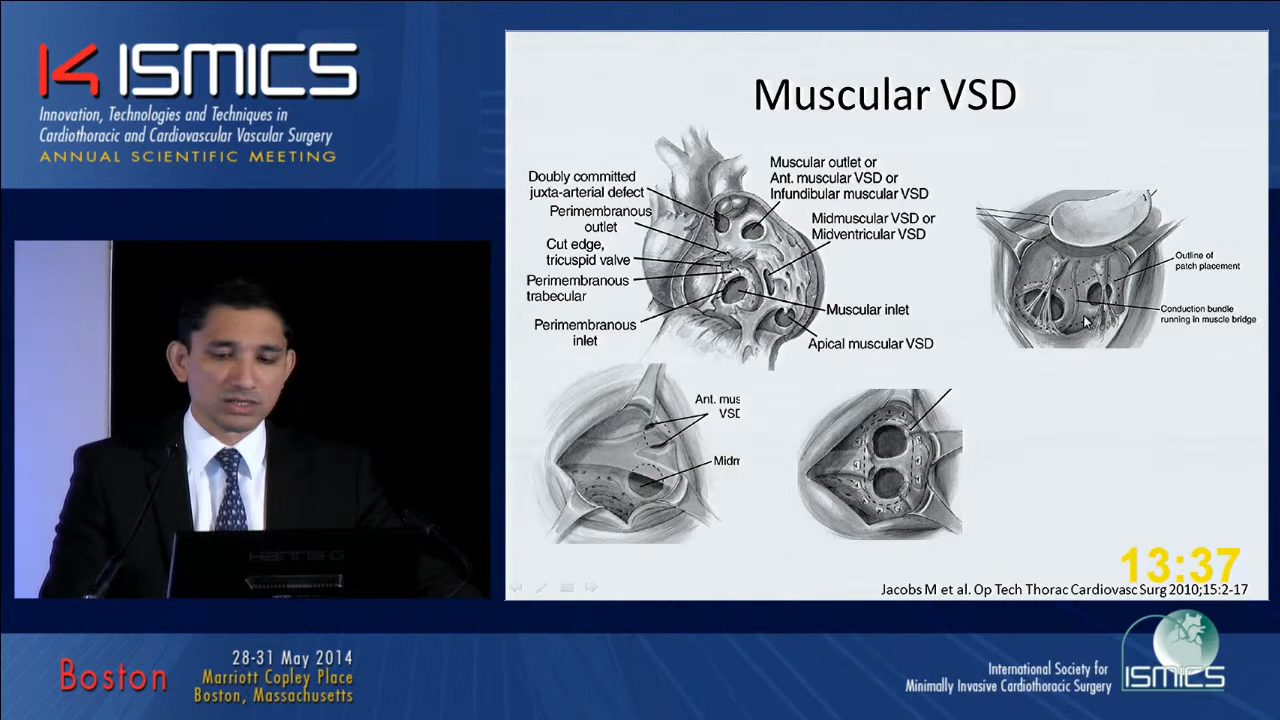 14 ISMICS
Innovation, Technologies and Techniques in
Cardiothoracic and Cardiovascular Vascular Surgery
ANNUAL SCIENTIFIC MEETING
HANNS-G
Muscular VSD
Doubly committed
juxta-arterial defect
Perimembranous
outlet
Cut edge,
tricuspid valve
Perimembranous
trabecular
Perimembranous
inlet
Muscular outlet or
Ant. muscular VSD or
Infundibular muscular VSD
Midmuscular VSD or
Midventricular VSD
Muscular inlet
Apical muscular VSD
Outline of
patch placement
Conduction bundle
running in muscle bridge
Ant. mus
VSD
Midm
13:37
Jacobs M et al. Op Tech Thorac Cardiovasc Surg 2010;15:2-17
Boston
28-31 May 2014
Marriott Copley Place
Boston, Massachusetts
International Society for
Minimally Invasive Cardiothoracic Surgery
ISMICS